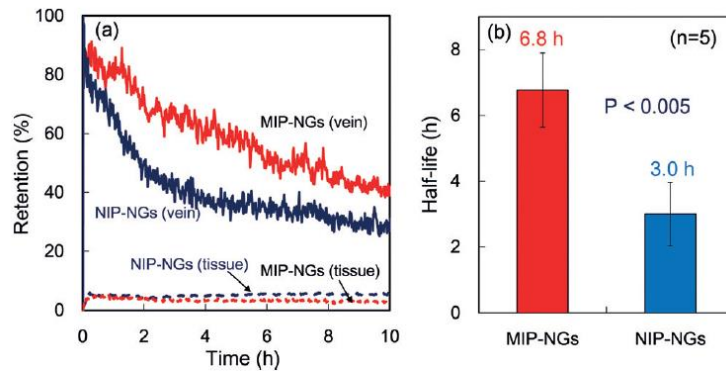 (a)
100
80
60
40
20
0
Retention (%)
MIP-NGs (vein)
NIP-NGs (vein)
NIP-NGs (tissue)
MIP-NGs (tissue)
0 2 4 6 8 10
Time (h)
(b) 6.8 h (n=5)
8
6
4
2
0
Half-life (h)
P < 0.005
3.0 h
MIP-NGs NIP-NGs